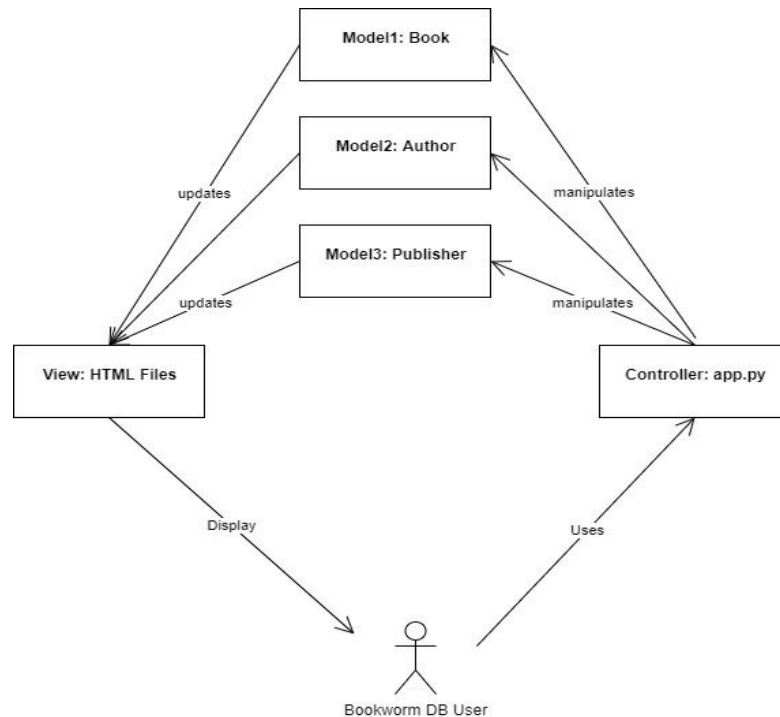 Model1: Book
Model2: Author
updates
manipulates
Model3: Publisher
updates
manipulates
View: HTML Files
Controller: app.py
Display
Uses
Bookworm DB User